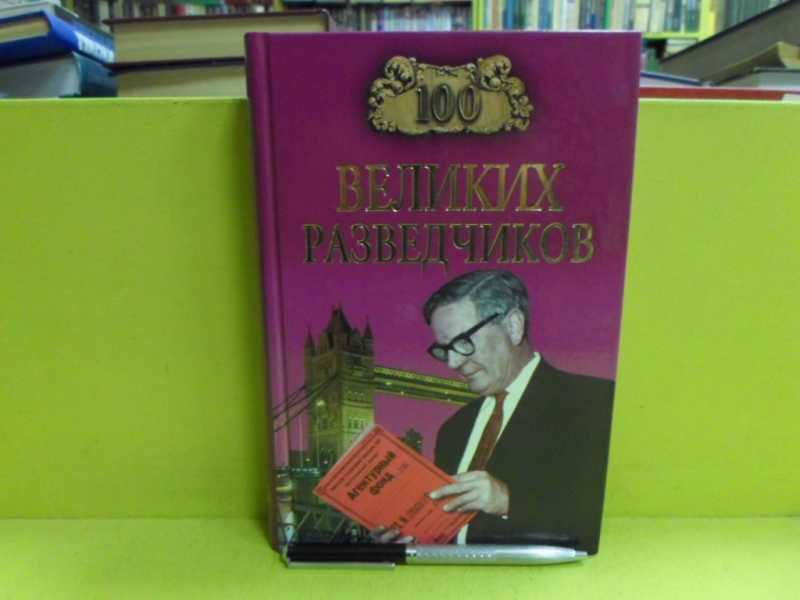 100
ВЕЛИКИХ
РАЗВЕДЧИКОВ
Агентурный
фонд